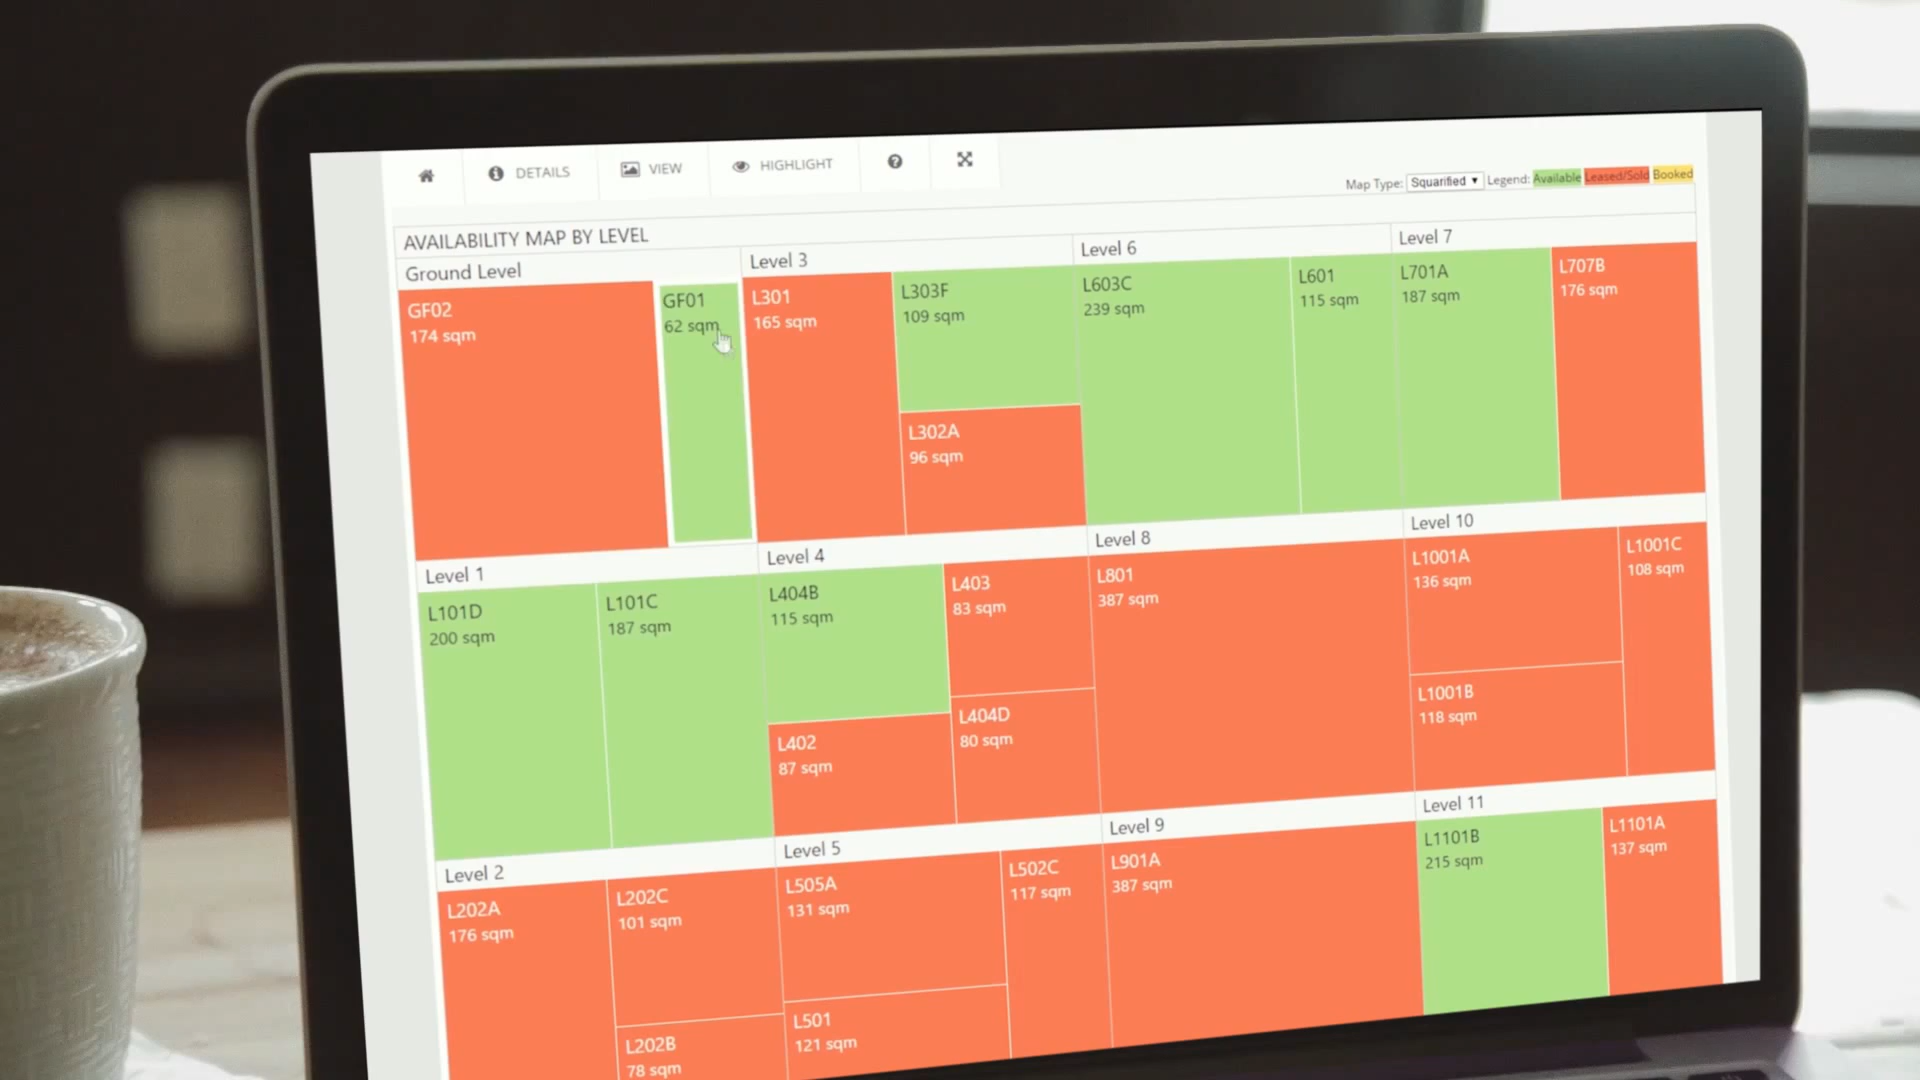 DETAILS
VIEW
HIGHLIGHT
?
Map Type: Squarified ▼ Legend: Available Leased/Sold Booked
AVAILABILITY MAP BY LEVEL
Ground Level
GF02
174 sqm
GF01
62 sqm
Level 3
L301
165 sqm
L303F
109 sqm
L302A
96 sqm
Level 6
L603C
239 sqm
L601
115 sqm
Level 7
L701A
187 sqm
L707B
176 sqm
Level 1
L101D
200 sqm
L101C
187 sqm
Level 4
L404B
115 sqm
L403
83 sqm
L402
87 sqm
L404D
80 sqm
Level 8
L801
387 sqm
Level 10
L1001A
136 sqm
L1001C
108 sqm
L1001B
118 sqm
Level 2
L202A
176 sqm
L202C
101 sqm
L202B
78 sqm
Level 5
L505A
131 sqm
L502C
117 sqm
L501
121 sqm
Level 9
L901A
387 sqm
Level 11
L1101B
215 sqm
L1101A
137 sqm